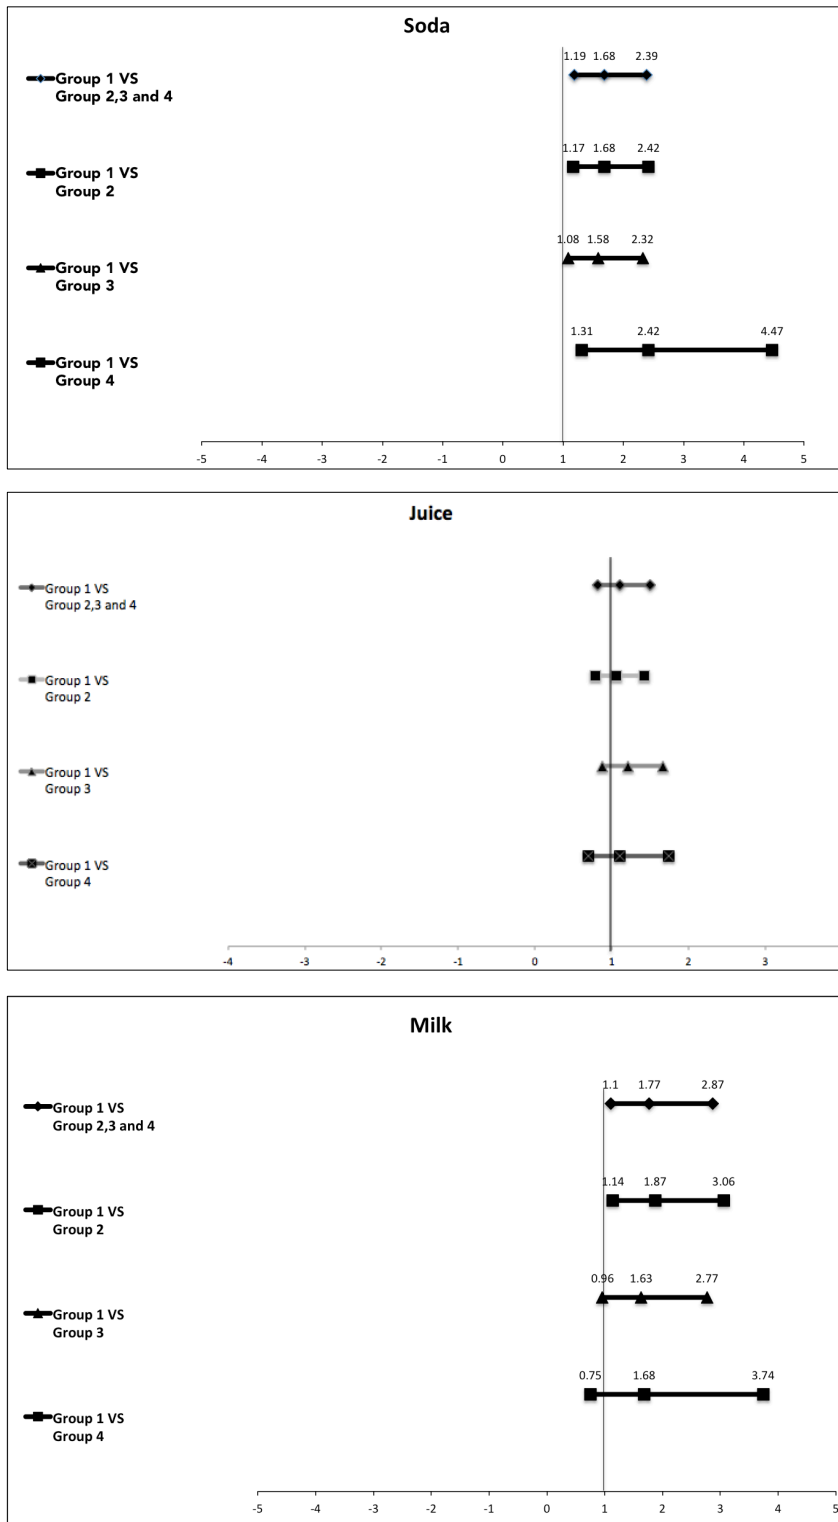 Soda
1.19 1.68 2.39
Group 1 VS
Group 2,3 and 4
1.17 1.68 2.42
Group 1 VS
Group 2
1.08 1.58 2.32
Group 1 VS
Group 3
1.31 2.42 4.47
Group 1 VS
Group 4
-5 -4 -3 -2 -1 0 1 2 3 4 5
Juice
Group 1 VS
Group 2,3 and 4
Group 1 VS
Group 2
Group 1 VS
Group 3
Group 1 VS
Group 4
-4 -3 -2 -1 0 1 2 3
Milk
1.1 1.77 2.87
Group 1 VS
Group 2,3 and 4
1.14 1.87 3.06
Group 1 VS
Group 2
0.96 1.63 2.77
Group 1 VS
Group 3
0.75 1.68 3.74
Group 1 VS
Group 4
-5 -4 -3 -2 -1 0 1 2 3 4 5